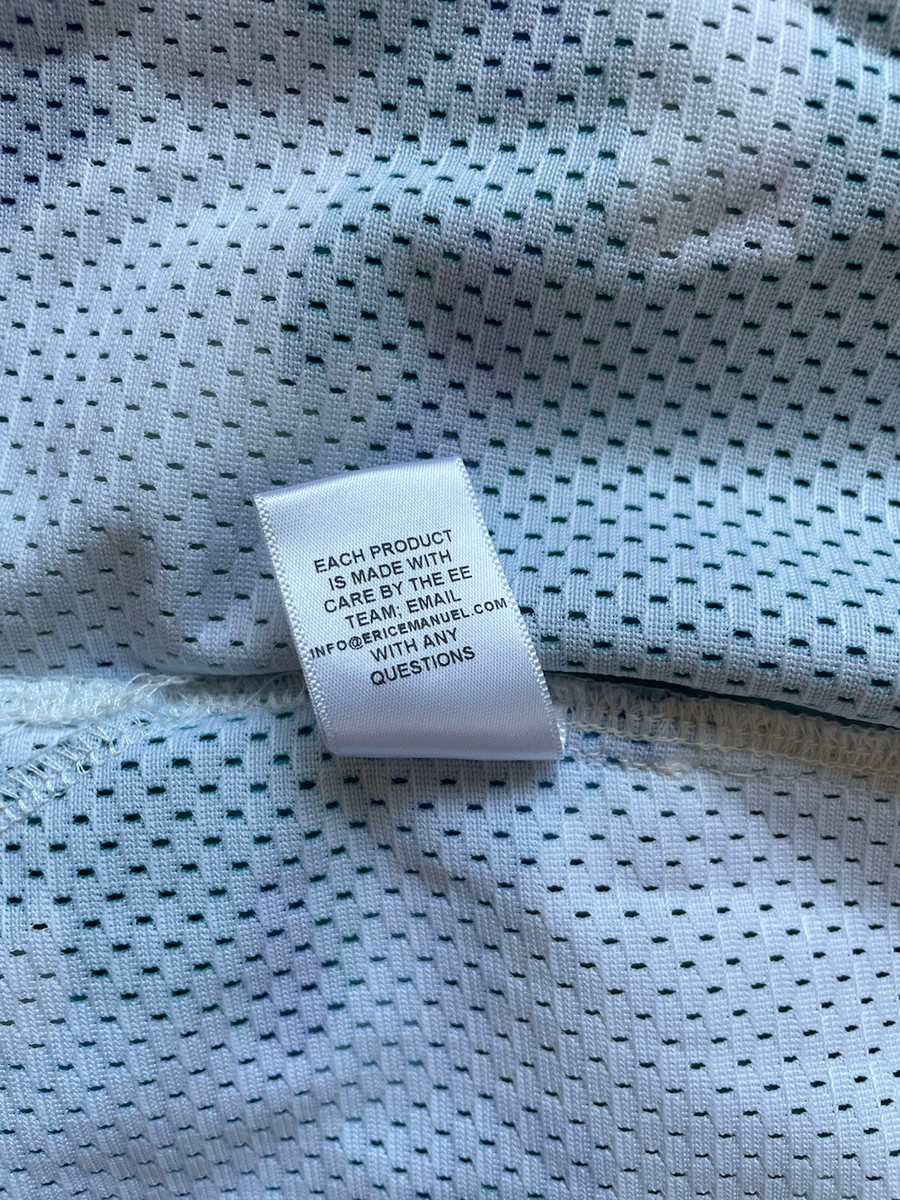 EACH PRODUCT
IS MADE WITH
CARE BY THE EE
TEAM; EMAIL
INFO@ERICEMANUEL.COM
WITH ANY
QUESTIONS